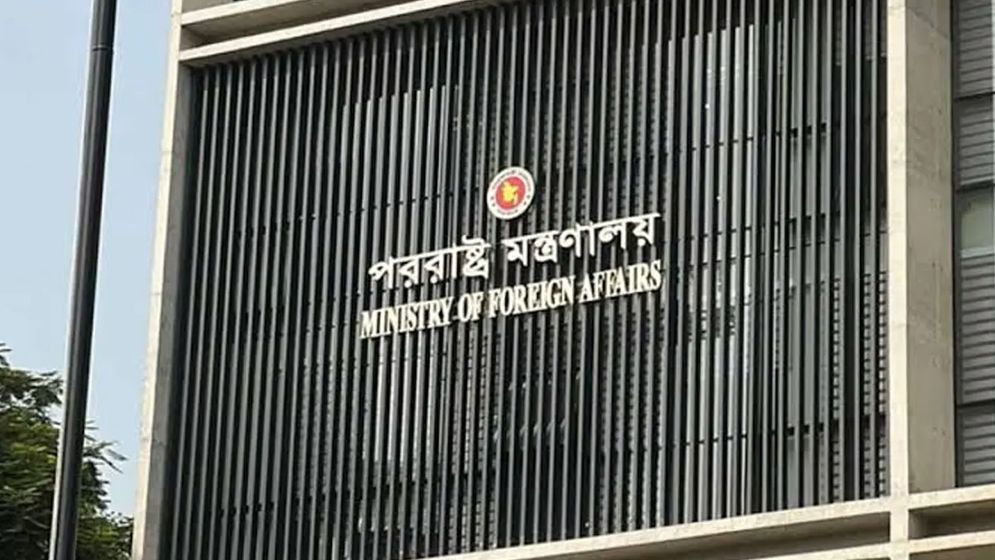 পররাষ্ট্র মন্ত্রণালয়
MINISTRY OF FOREIGN AFFAIRS